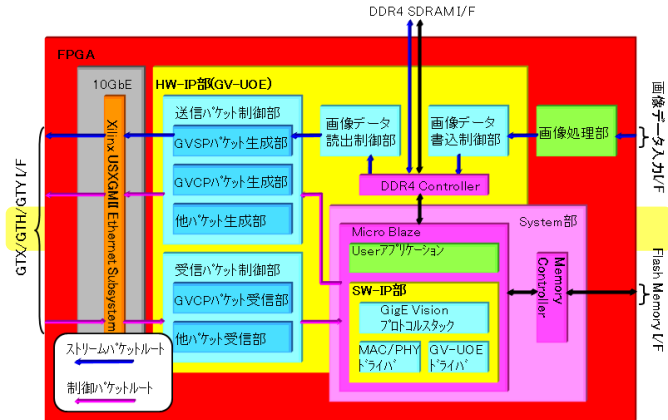 DDR4 SDRAM I/F
FPGA
10GbE
Xilinx USXGMII Ethernet Subsystem
HW-IP部(GV-UOE)
送信パケット制御部
GVSPパケット生成部
GVCPパケット生成部
他パケット生成部
画像データ
読出制御部
画像データ
書込制御部
画像処理部
画像データ入力I/F
DDR4 Controller
GTX/GTH/GTY I/F
受信パケット制御部
GVCPパケット受信部
他パケット受信部
System部
Micro Blaze
Userアプリケーション
SW-IP部
GigE Vision
プロトコルスタック
MAC/PHY
ドライバ
GV-UOE
ドライバ
Memory
Controller
Flash Memory I/F
ストリームパケットルート
制御パケットルート